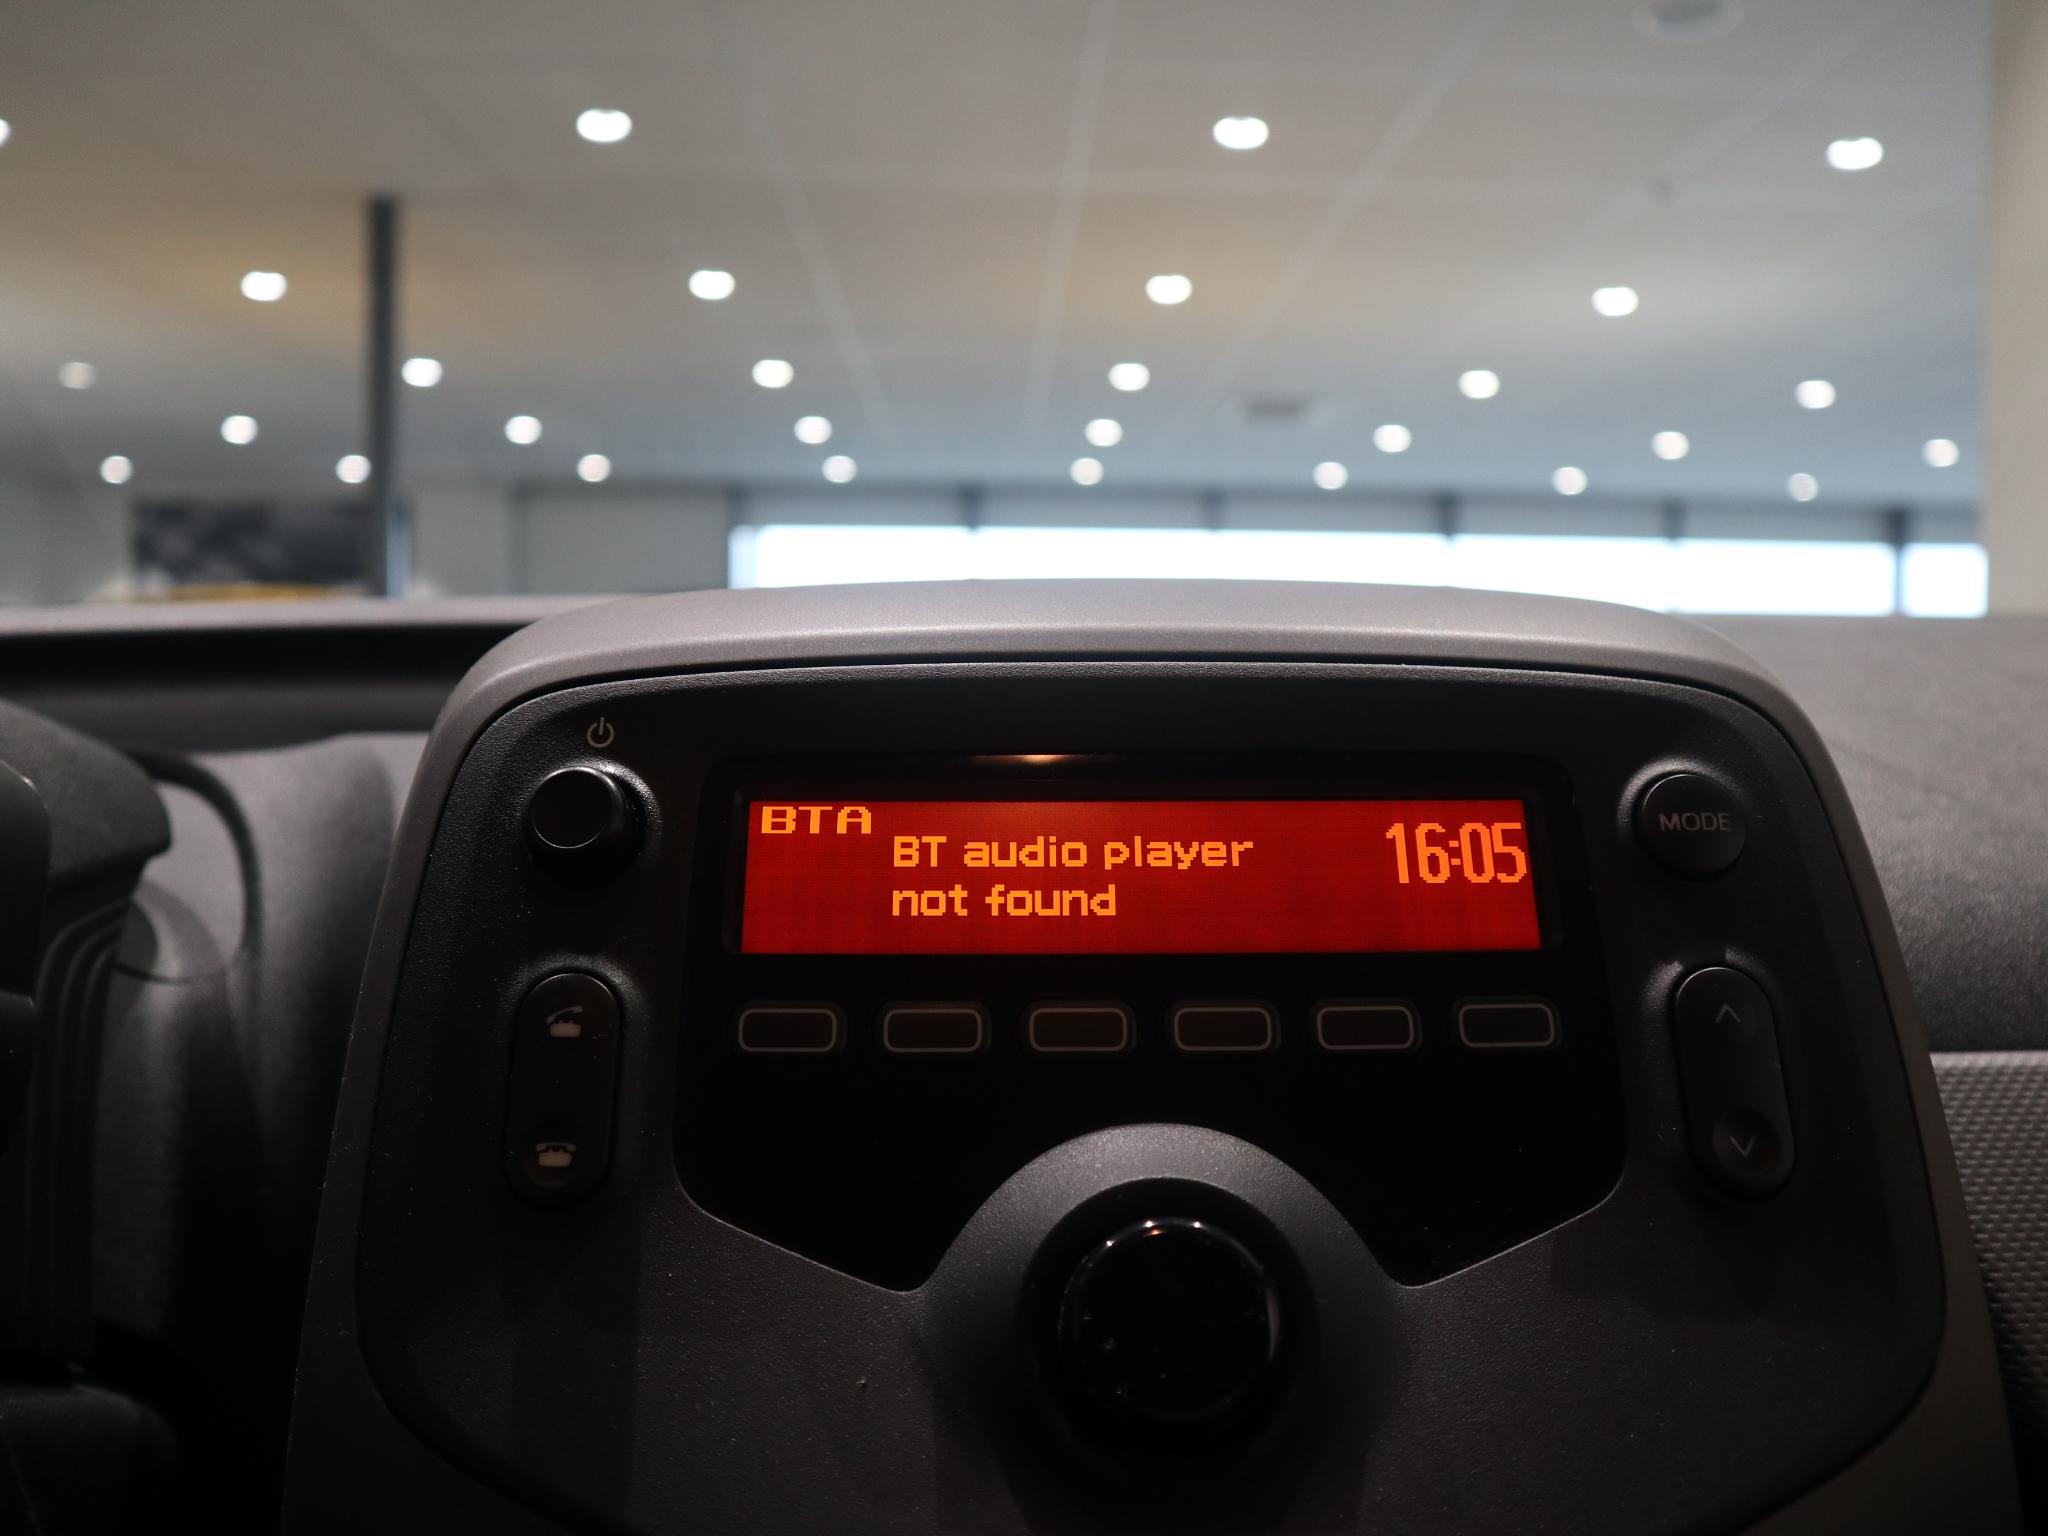 BTA
BT audio player
not found
16:05
MODE